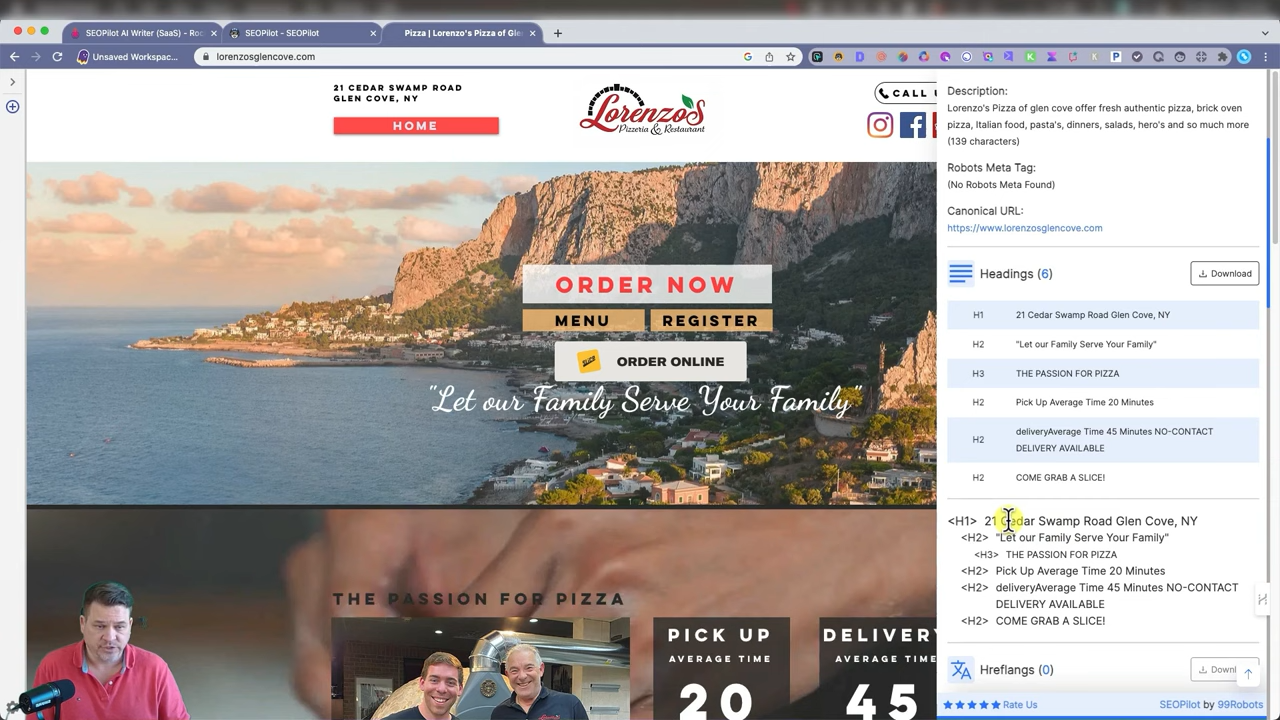 SEOPilot AI Writer (SaaS) - Roc
SEOPilot - SEOPilot
Pizza | Lorenzo's Pizza of Gle
Unsaved Workspac...
lorenzosglencove.com
21 CEDAR SWAMP ROAD
GLEN COVE, NY
HOME
Lorenzo's
Pizzeria & Restaurant
CALL U
ORDER NOW
MENU
REGISTER
ORDER ONLINE
"Let our Family Serve Your Family"
THE PASSION FOR PIZZA
PICK UP
AVERAGE TIME
20
DELIVERY
AVERAGE TIME
45
Description:
Lorenzo's Pizza of glen cove offer fresh authentic pizza, brick oven
pizza, Italian food, pasta's, dinners, salads, hero's and so much more
(139 characters)
Robots Meta Tag:
(No Robots Meta Found)
Canonical URL:
https://www.lorenzosglencove.com
Headings (6)
Download
H1 21 Cedar Swamp Road Glen Cove, NY
H2 "Let our Family Serve Your Family"
H3 THE PASSION FOR PIZZA
H2 Pick Up Average Time 20 Minutes
H2 deliveryAverage Time 45 Minutes NO-CONTACT
DELIVERY AVAILABLE
H2 COME GRAB A SLICE!
<H1> 21 Cedar Swamp Road Glen Cove, NY
<H2> "Let our Family Serve Your Family"
<H3> THE PASSION FOR PIZZA
<H2> Pick Up Average Time 20 Minutes
<H2> deliveryAverage Time 45 Minutes NO-CONTACT
DELIVERY AVAILABLE
<H2> COME GRAB A SLICE!
Hreflangs (0)
Downl
Rate Us
SEOPilot by 99Robots